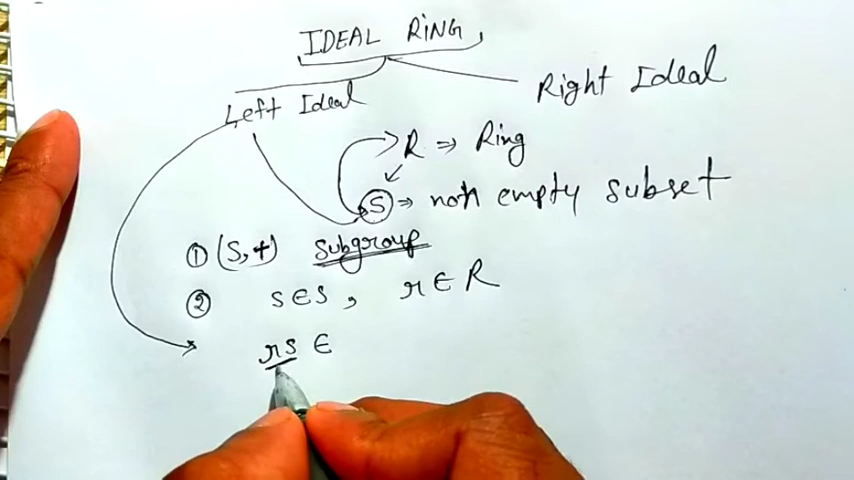 IDEAL RING
Left Ideal Right Ideal
R ⇒ Ring
S ⇒ non empty subset
① (S,+) subgroup
② s∈S, r∈R
rs ∈